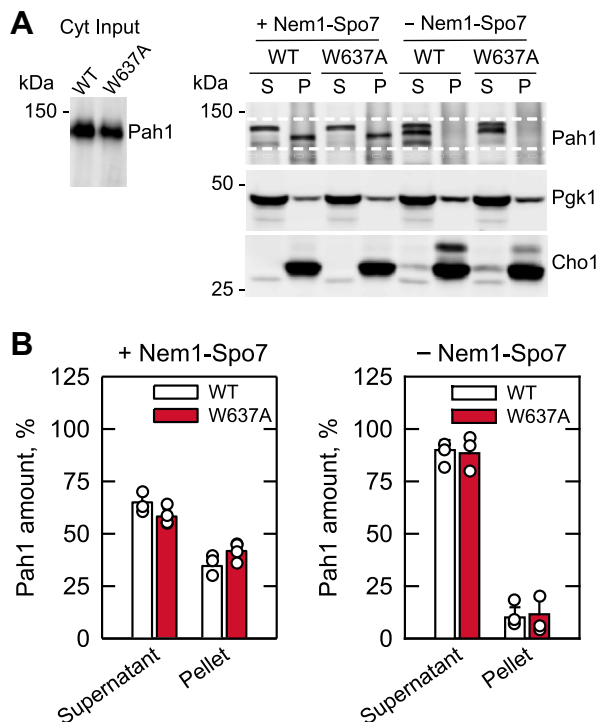 A
Cyt Input
WT
W637A
kDa
150
Pah1
+ Nem1-Spo7
– Nem1-Spo7
WT
W637A
WT
W637A
kDa
S
P
S
P
S
P
S
P
150
Pah1
50
Pgk1
Cho1
25
B
+ Nem1-Spo7
– Nem1-Spo7
Pah1 amount, %
125
100
75
50
25
0
WT
W637A
Supernatant
Pellet
Pah1 amount, %
125
100
75
50
25
0
WT
W637A
Supernatant
Pellet